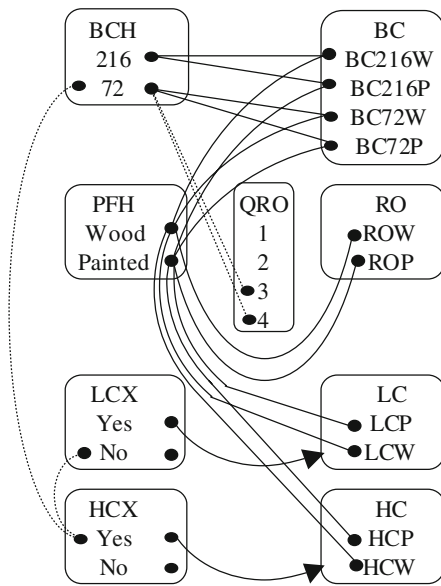 BCH
216
72
BC
BC216W
BC216P
BC72W
BC72P
PFH
Wood
Painted
QRO
1
2
3
4
RO
ROW
ROP
LCX
Yes
No
LC
LCP
LCW
HCX
Yes
No
HC
HCP
HCW